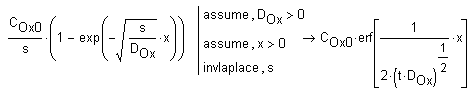 C_Ox0/s · (1 − exp(−√(s/D_Ox) · x)) | assume , D_Ox > 0
assume , x > 0
invlaplace , s → C_Ox0 · erf[1/(2·(t·D_Ox)^(1/2)) · x]